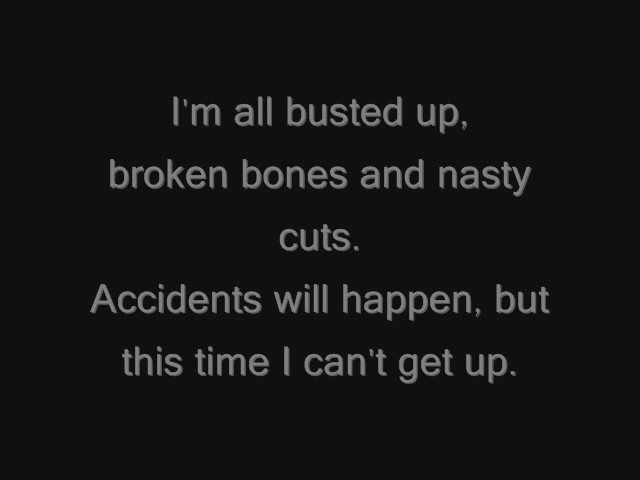 I'm all busted up,
broken bones and nasty
cuts.
Accidents will happen, but
this time I can't get up.